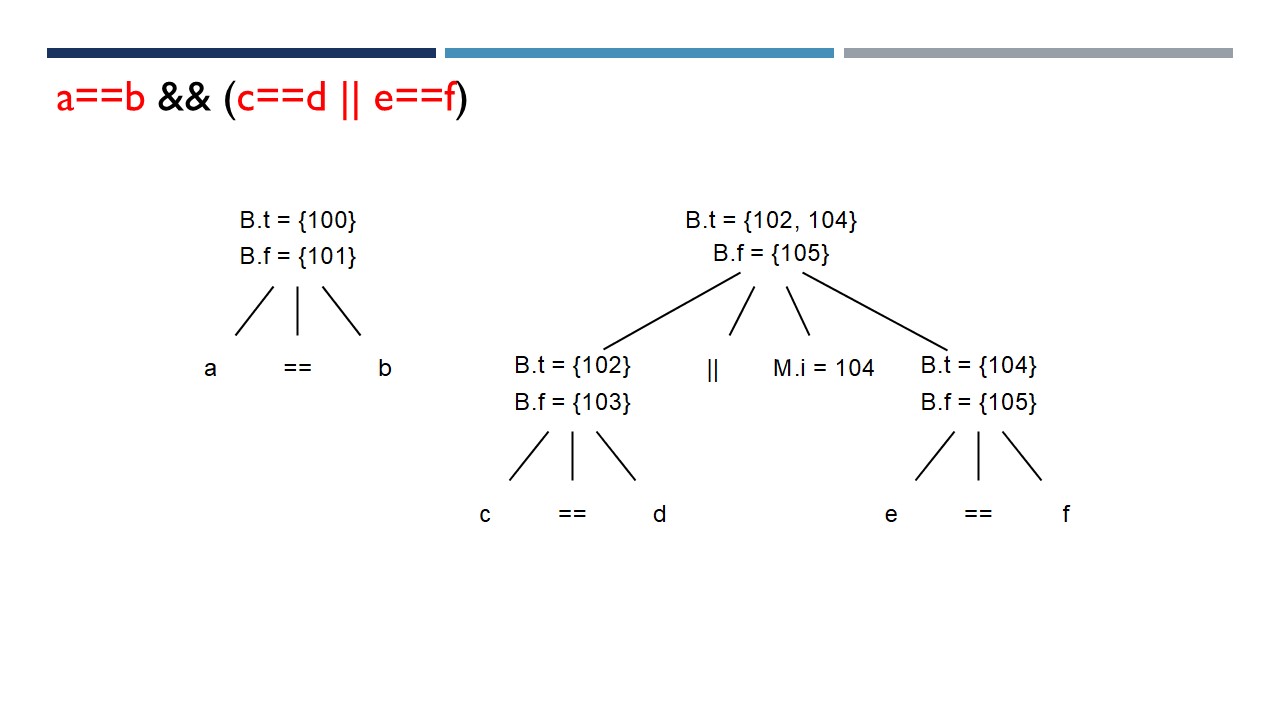 a==b && (c==d || e==f)
B.t = {100}
B.f = {101}
a == b
B.t = {102, 104}
B.f = {105}
B.t = {102}
B.f = {103}
|| M.i = 104
B.t = {104}
B.f = {105}
c == d
e == f